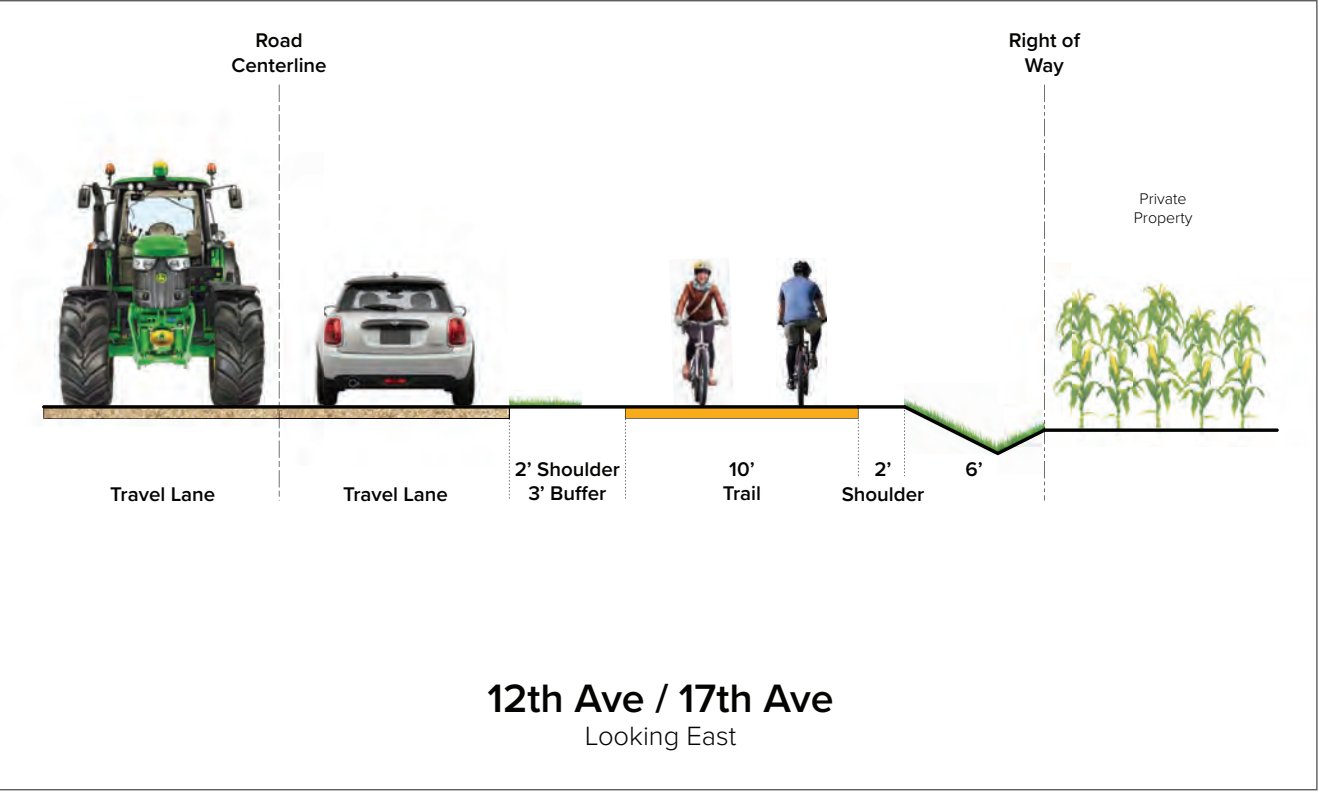 Road
Centerline
Right of
Way
Private
Property
2’ Shoulder
3’ Buffer
10’
Trail
2’
Shoulder
6’
Travel Lane
Travel Lane
12th Ave / 17th Ave
Looking East